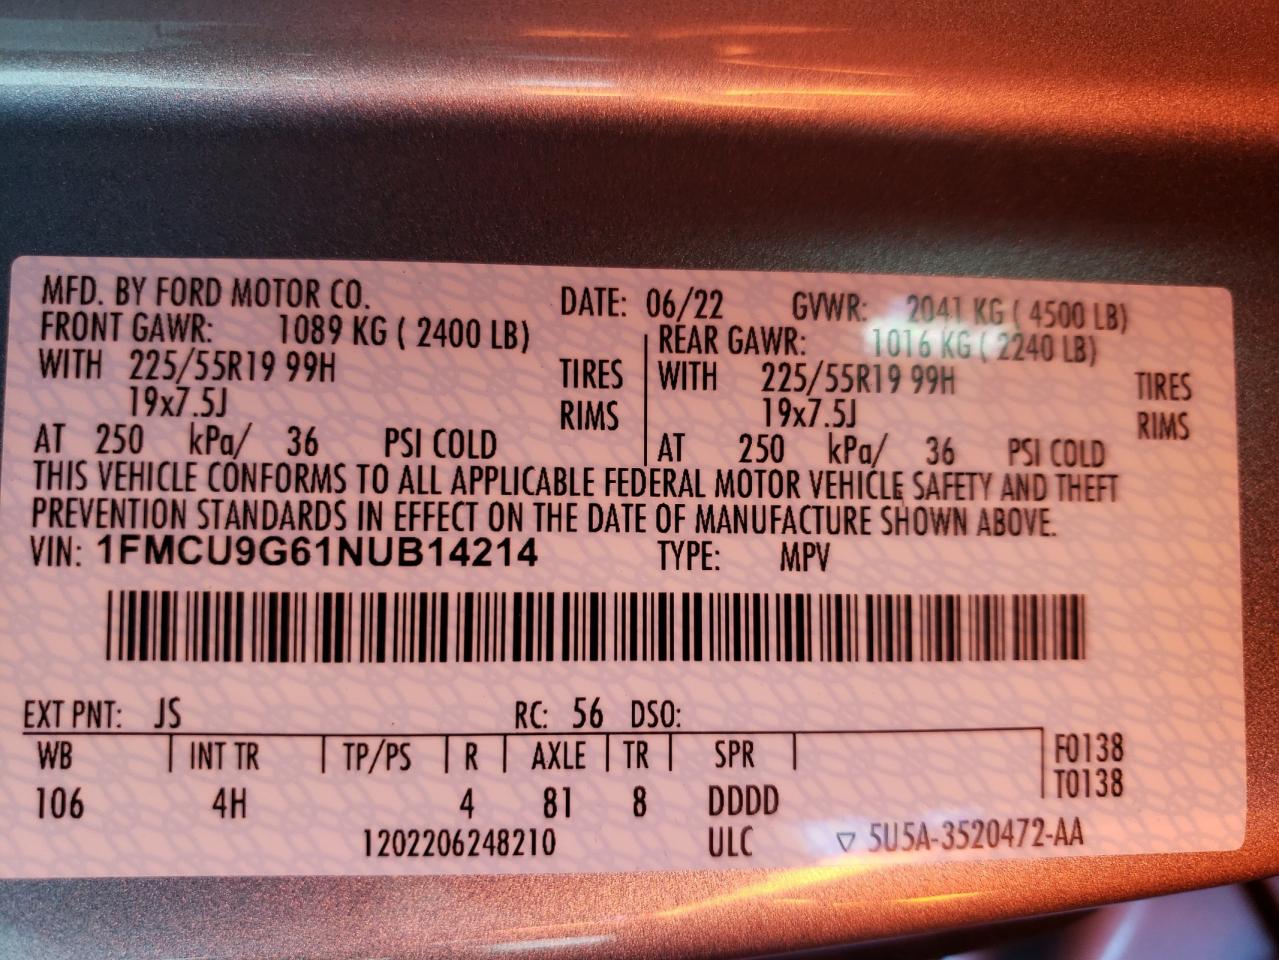 MFD. BY FORD MOTOR CO. DATE: 06/22 GVWR: 2041 KG ( 4500 LB)
FRONT GAWR: 1089 KG ( 2400 LB) REAR GAWR: 1016 KG ( 2240 LB)
WITH 225/55R19 99H TIRES WITH 225/55R19 99H TIRES
19x7.5J RIMS 19x7.5J RIMS
AT 250 kPa/ 36 PSI COLD AT 250 kPa/ 36 PSI COLD
THIS VEHICLE CONFORMS TO ALL APPLICABLE FEDERAL MOTOR VEHICLE SAFETY AND THEFT
PREVENTION STANDARDS IN EFFECT ON THE DATE OF MANUFACTURE SHOWN ABOVE.
VIN: 1FMCU9G61NUB14214 TYPE: MPV
EXT PNT: JS RC: 56 DSO:
WB INT TR TP/PS R AXLE TR SPR F0138
T0138
106 4H 4 81 8 DDDD
1202206248210 ULC ▽ 5U5A-3520472-AA